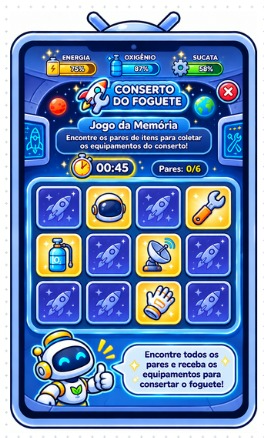 ENERGIA
75%
OXIGÊNIO
87%
SUCATA
58%
CONSERTO
DO FOGUETE
Jogo da Memória
Encontre os pares de itens para coletar
os equipamentos do conserto!
00:45
Pares: 0/6
Encontre todos os
pares e receba os
equipamentos para
consertar o foguete!